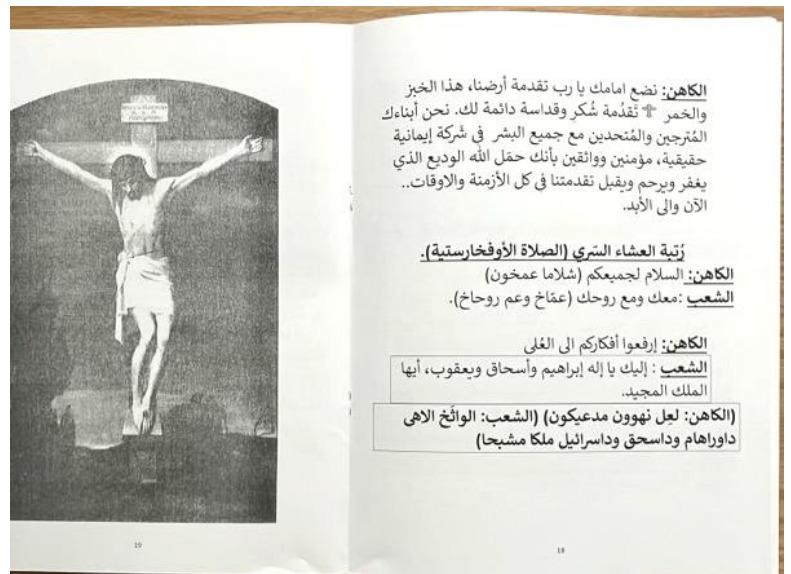 الكاهن: نضع امامك يا رب تقدمة أرضنا، هذا الخبز
والخمر ✞ تَقدُمة شُكر وقداسة دائمة لك. نحن أبناءك
المُترجين والمُتحدين مع جميع البشر في شَركة إيمانية
حقيقية، مؤمنين وواثقين بأنك حمَل الله الوديع الذي
يغفر ويرحم ويقبل تقدمتنا في كل الأزمنة والاوقات..
الآن والى الأبد.
رُتبة العشاء السَري (الصلاة الأوفخارستية).
الكاهن: السلام لجميعكم (شلاما عمخون)
الشعب :معك ومع روحك (عمّاخ وعم روحاخ).
الكاهن: إرفعوا أفكاركم الى العُلى
الشعب : إليك يا إله إبراهيم وأسحاق ويعقوب، أيها
الملك المجيد.
(الكاهن: لعِل نهوون مدعيكون) (الشعب: الواثَخ الاهى
داوراهام وداسحق وداسرائيل ملكا مشبحا)
18
19